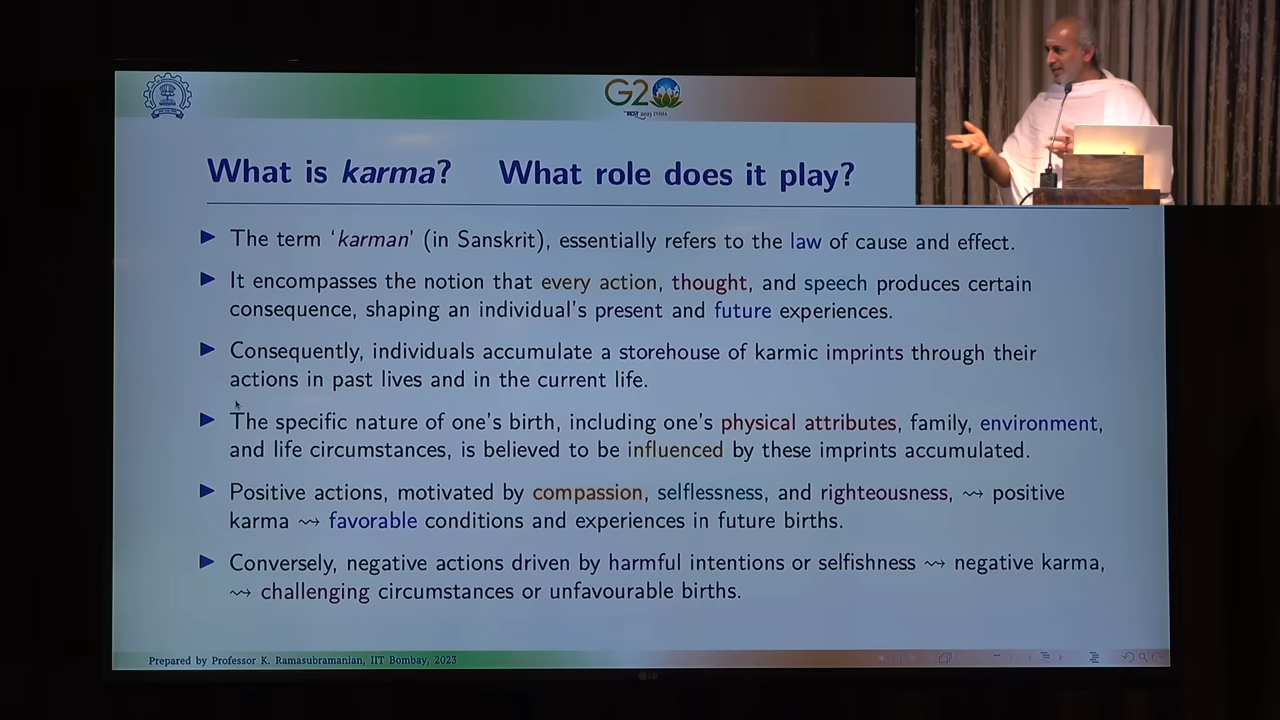 G20
भारत 2023 INDIA
What is karma? What role does it play?
▶ The term ‘karman’ (in Sanskrit), essentially refers to the law of cause and effect.
▶ It encompasses the notion that every action, thought, and speech produces certain
consequence, shaping an individual’s present and future experiences.
▶ Consequently, individuals accumulate a storehouse of karmic imprints through their
actions in past lives and in the current life.
▶ The specific nature of one’s birth, including one’s physical attributes, family, environment,
and life circumstances, is believed to be influenced by these imprints accumulated.
▶ Positive actions, motivated by compassion, selflessness, and righteousness, ⇝ positive
karma ⇝ favorable conditions and experiences in future births.
▶ Conversely, negative actions driven by harmful intentions or selfishness ⇝ negative karma,
⇝ challenging circumstances or unfavourable births.
Prepared by Professor K. Ramasubramanian, IIT Bombay, 2023
LG